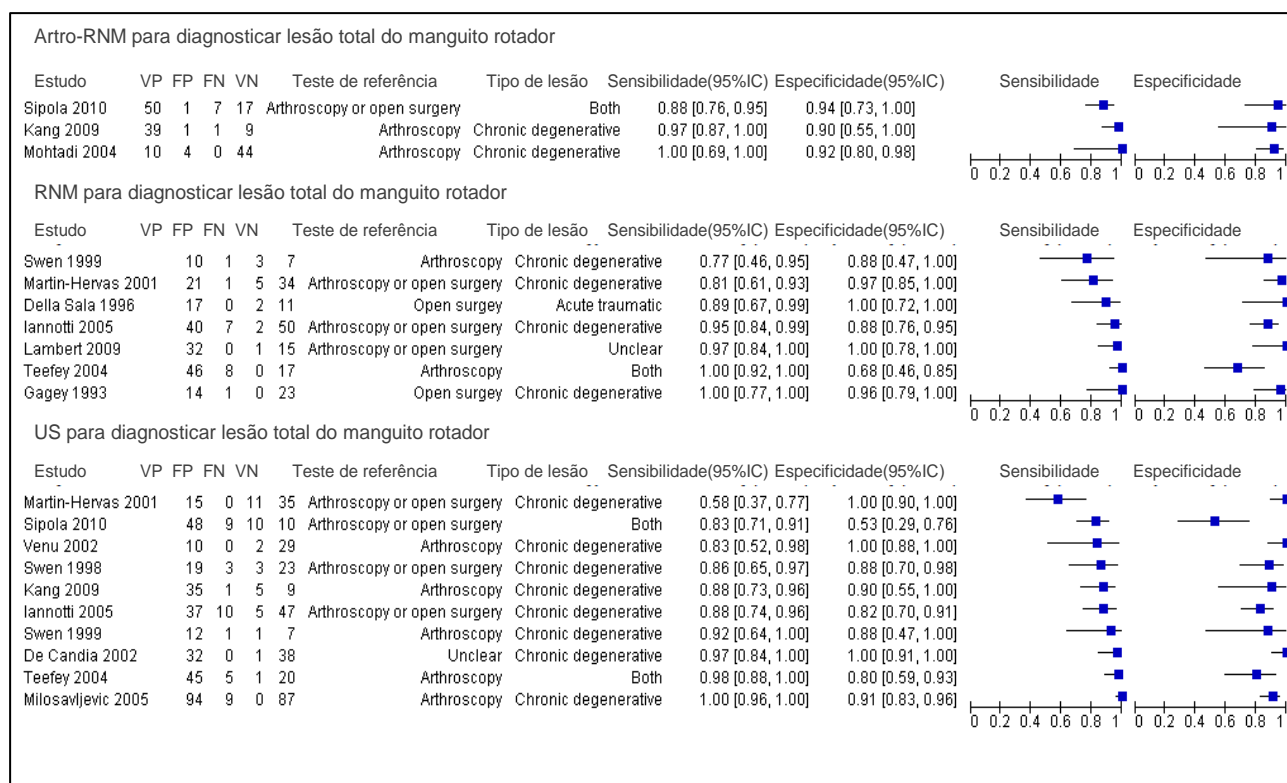 Artro-RNM para diagnosticar lesão total do manguito rotador
Estudo VP FP FN VN Teste de referência Tipo de lesão Sensibilidade(95%IC) Especificidade(95%IC) Sensibilidade Especificidade
Sipola 2010 50 1 7 17 Arthroscopy or open surgery Both 0.88 [0.76, 0.95] 0.94 [0.73, 1.00]
Kang 2009 39 1 1 9 Arthroscopy Chronic degenerative 0.97 [0.87, 1.00] 0.90 [0.55, 1.00]
Mohtadi 2004 10 4 0 44 Arthroscopy Chronic degenerative 1.00 [0.69, 1.00] 0.92 [0.80, 0.98]
0 0.2 0.4 0.6 0.8 1 0 0.2 0.4 0.6 0.8 1
RNM para diagnosticar lesão total do manguito rotador
Estudo VP FP FN VN Teste de referência Tipo de lesão Sensibilidade(95%IC) Especificidade(95%IC) Sensibilidade Especificidade
Swen 1999 10 1 3 7 Arthroscopy Chronic degenerative 0.77 [0.46, 0.95] 0.88 [0.47, 1.00]
Martin-Hervas 2001 21 1 5 34 Arthroscopy or open surgery Chronic degenerative 0.81 [0.61, 0.93] 0.97 [0.85, 1.00]
Della Sala 1996 17 0 2 11 Open surgey Acute traumatic 0.89 [0.67, 0.99] 1.00 [0.72, 1.00]
Iannotti 2005 40 7 2 50 Arthroscopy or open surgery Chronic degenerative 0.95 [0.84, 0.99] 0.88 [0.76, 0.95]
Lambert 2009 32 0 1 15 Arthroscopy or open surgery Unclear 0.97 [0.84, 1.00] 1.00 [0.78, 1.00]
Teefey 2004 46 8 0 17 Arthroscopy Both 1.00 [0.92, 1.00] 0.68 [0.46, 0.85]
Gagey 1993 14 1 0 23 Open surgery Chronic degenerative 1.00 [0.77, 1.00] 0.96 [0.79, 1.00]
0 0.2 0.4 0.6 0.8 1 0 0.2 0.4 0.6 0.8 1
US para diagnosticar lesão total do manguito rotador
Estudo VP FP FN VN Teste de referência Tipo de lesão Sensibilidade(95%IC) Especificidade(95%IC) Sensibilidade Especificidade
Martin-Hervas 2001 15 0 11 35 Arthroscopy or open surgery Chronic degenerative 0.58 [0.37, 0.77] 1.00 [0.90, 1.00]
Sipola 2010 48 9 10 10 Arthroscopy or open surgery Both 0.83 [0.71, 0.91] 0.53 [0.29, 0.76]
Venu 2002 10 0 2 29 Arthroscopy Chronic degenerative 0.83 [0.52, 0.98] 1.00 [0.88, 1.00]
Swen 1998 19 3 3 23 Arthroscopy or open surgery Chronic degenerative 0.86 [0.65, 0.97] 0.88 [0.70, 0.98]
Kang 2009 35 1 5 9 Arthroscopy Chronic degenerative 0.88 [0.73, 0.96] 0.90 [0.55, 1.00]
Iannotti 2005 37 10 5 47 Arthroscopy or open surgery Chronic degenerative 0.88 [0.74, 0.96] 0.82 [0.70, 0.91]
Swen 1999 12 1 1 7 Arthroscopy Chronic degenerative 0.92 [0.64, 1.00] 0.88 [0.47, 1.00]
De Candia 2002 32 0 1 38 Unclear Chronic degenerative 0.97 [0.84, 1.00] 1.00 [0.91, 1.00]
Teefey 2004 45 5 1 20 Arthroscopy Both 0.98 [0.88, 1.00] 0.80 [0.59, 0.93]
Milosavljevic 2005 94 9 0 87 Arthroscopy Chronic degenerative 1.00 [0.96, 1.00] 0.91 [0.83, 0.96]
0 0.2 0.4 0.6 0.8 1 0 0.2 0.4 0.6 0.8 1